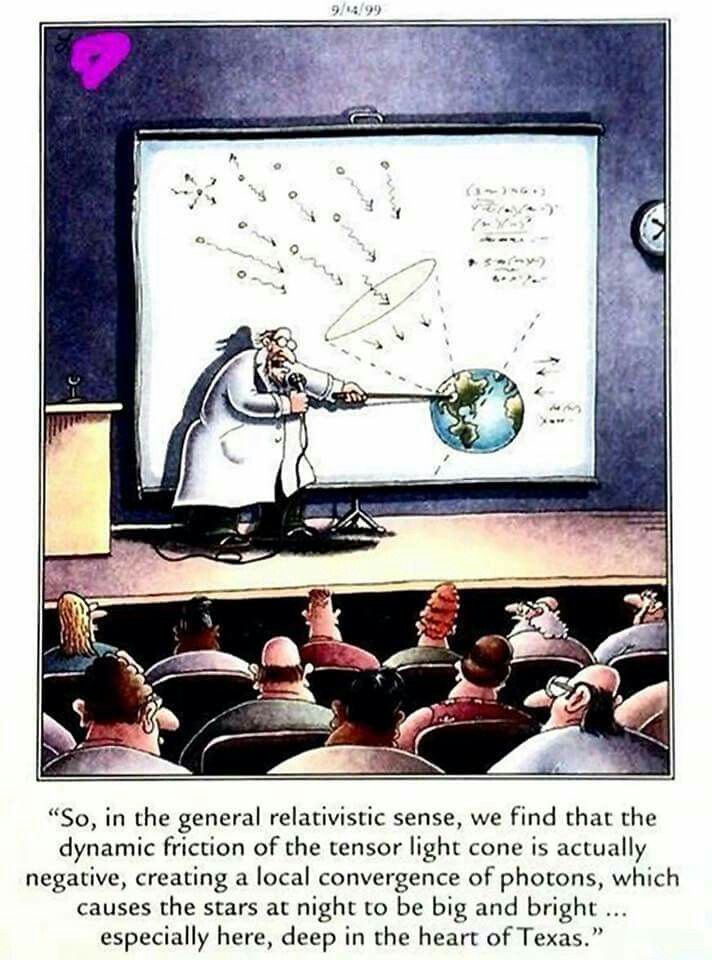 9/14/99
“So, in the general relativistic sense, we find that the
dynamic friction of the tensor light cone is actually
negative, creating a local convergence of photons, which
causes the stars at night to be big and bright ...
especially here, deep in the heart of Texas.”